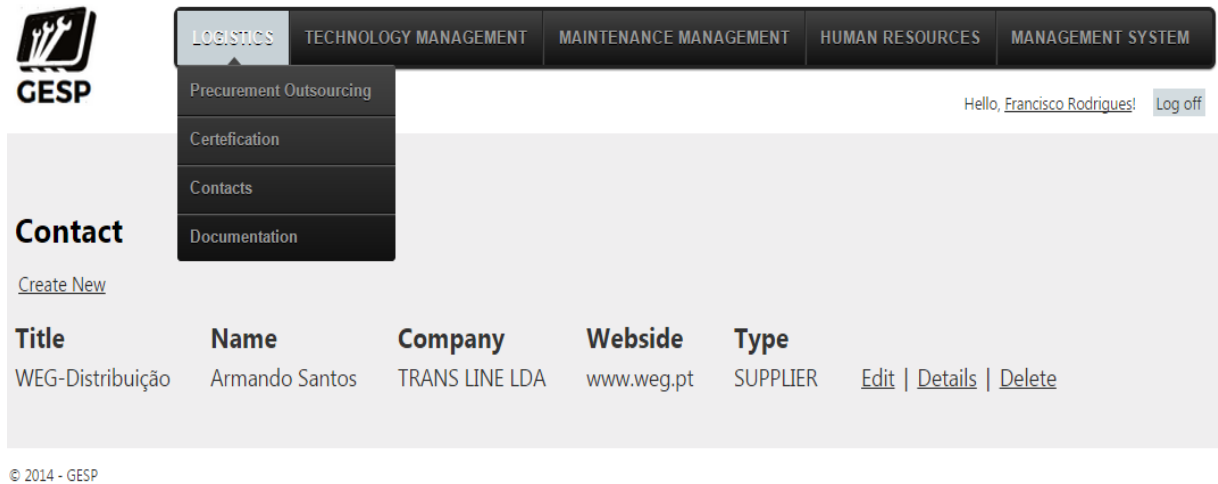 GESP
LOGISTICS TECHNOLOGY MANAGEMENT MAINTENANCE MANAGEMENT HUMAN RESOURCES MANAGEMENT SYSTEM
Precurement Outsourcing
Certefication
Contacts
Documentation
Hello, Francisco Rodrigues! Log off
Contact
Create New
Title Name Company Webside Type
WEG-Distribuição Armando Santos TRANS LINE LDA www.weg.pt SUPPLIER Edit | Details | Delete
© 2014 - GESP